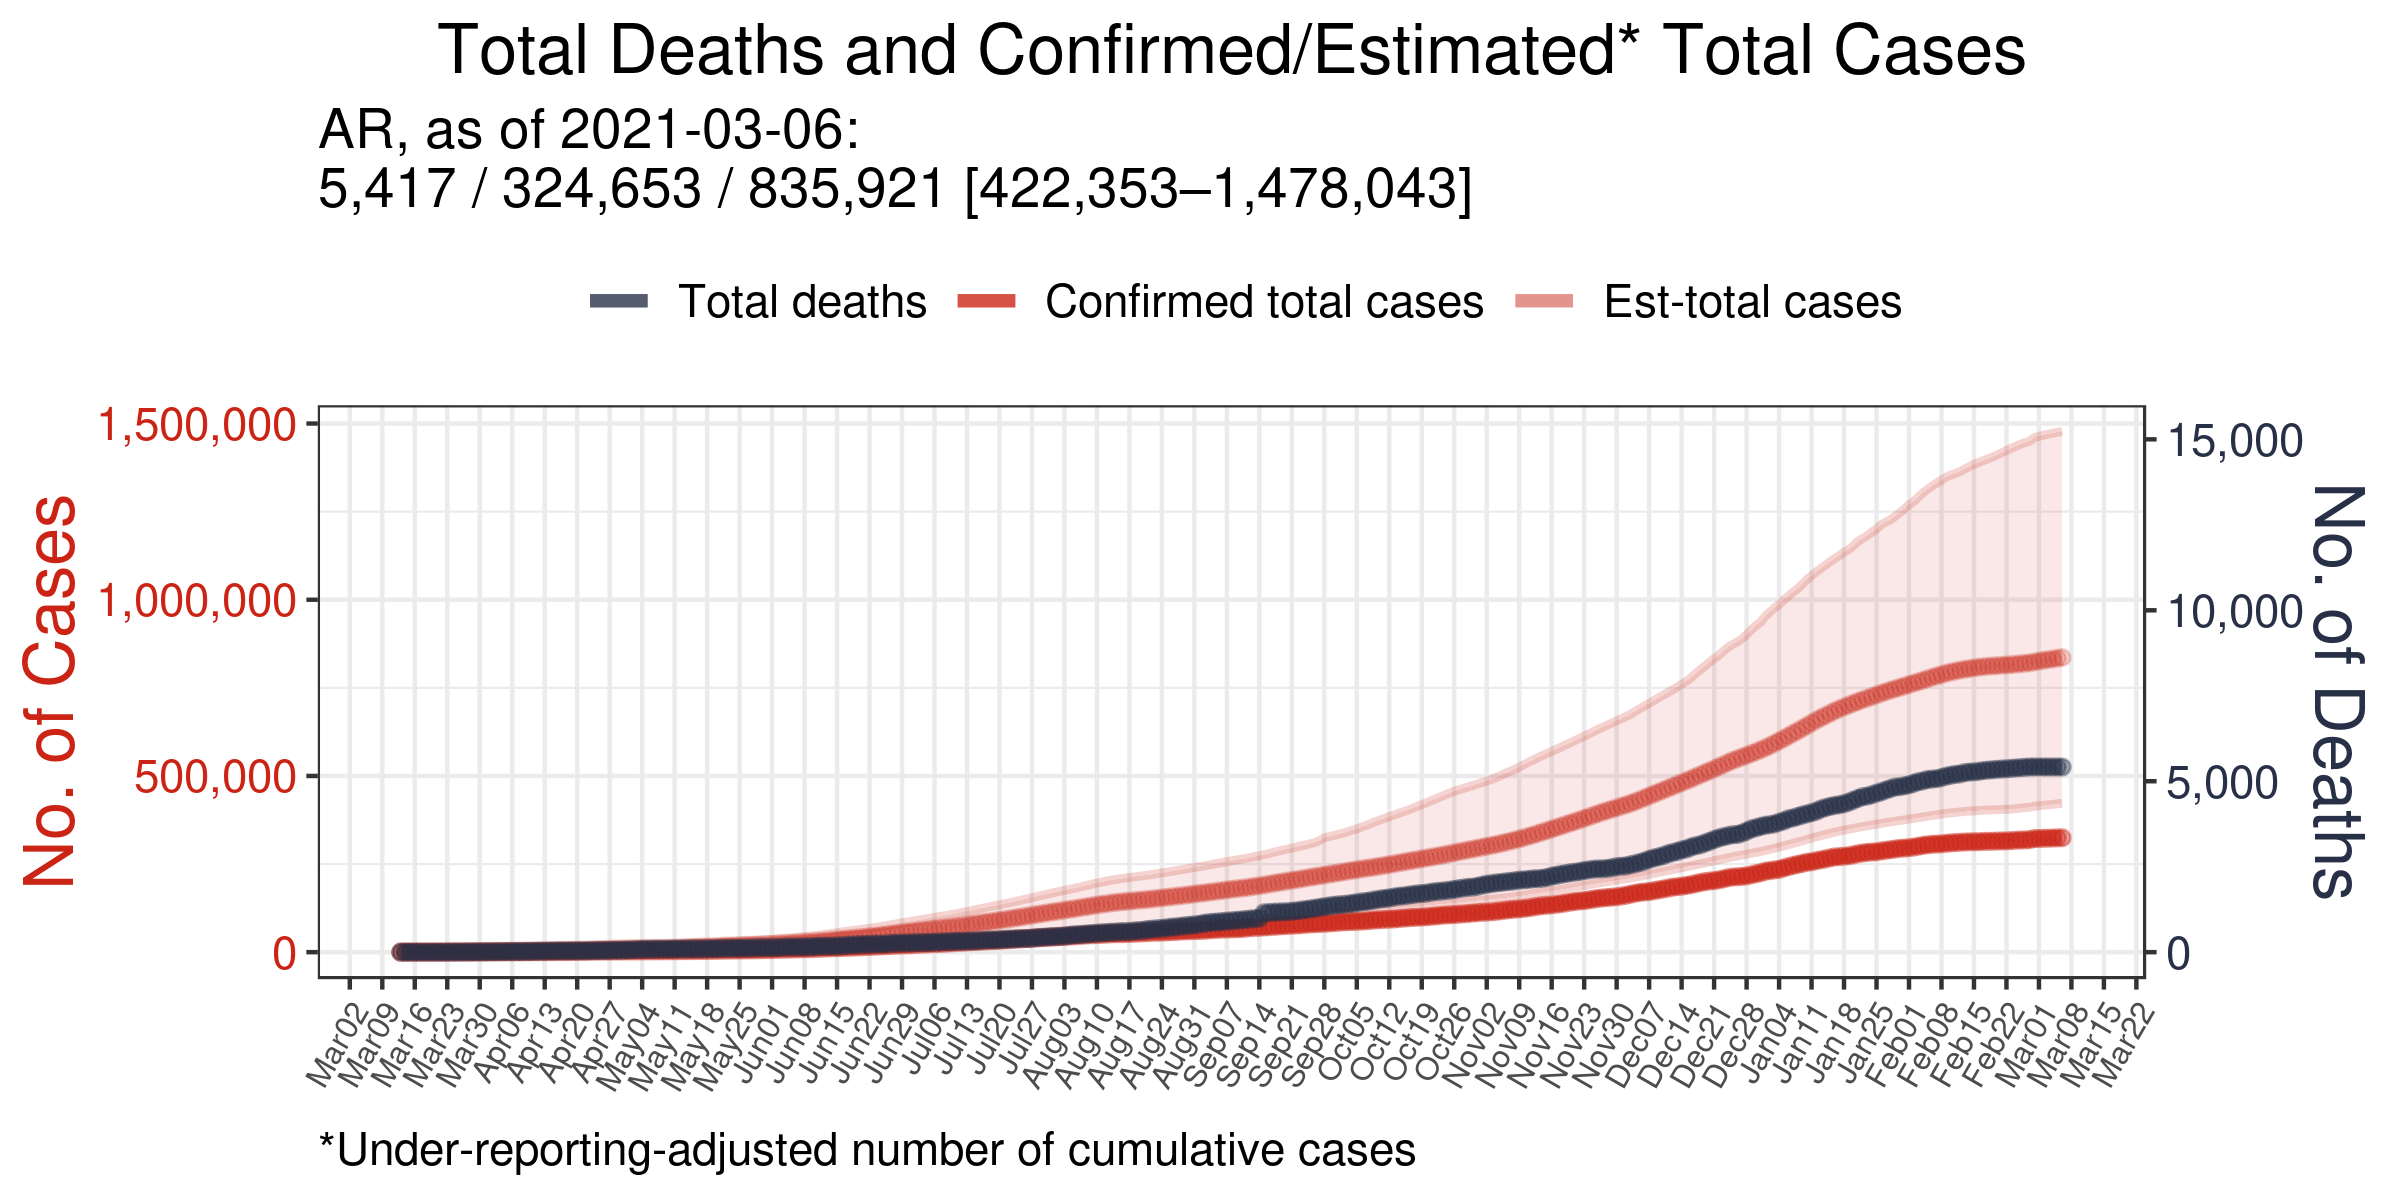 Total Deaths and Confirmed/Estimated* Total Cases
AR, as of 2021-03-06:
5,417 / 324,653 / 835,921 [422,353–1,478,043]
Total deaths
Confirmed total cases
Est-total cases
No. of Cases
1,500,000
1,000,000
500,000
0
15,000
10,000
5,000
0
No. of Deaths
Mar02
Mar09
Mar16
Mar23
Mar30
Apr06
Apr13
Apr20
Apr27
May04
May11
May18
May25
Jun01
Jun08
Jun15
Jun22
Jun29
Jul06
Jul13
Jul20
Jul27
Aug03
Aug10
Aug17
Aug24
Aug31
Sep07
Sep14
Sep21
Sep28
Oct05
Oct12
Oct19
Oct26
Nov02
Nov09
Nov16
Nov23
Nov30
Dec07
Dec14
Dec21
Dec28
Jan04
Jan11
Jan18
Jan25
Feb01
Feb08
Feb15
Feb22
Mar01
Mar08
Mar15
Mar22
*Under-reporting-adjusted number of cumulative cases